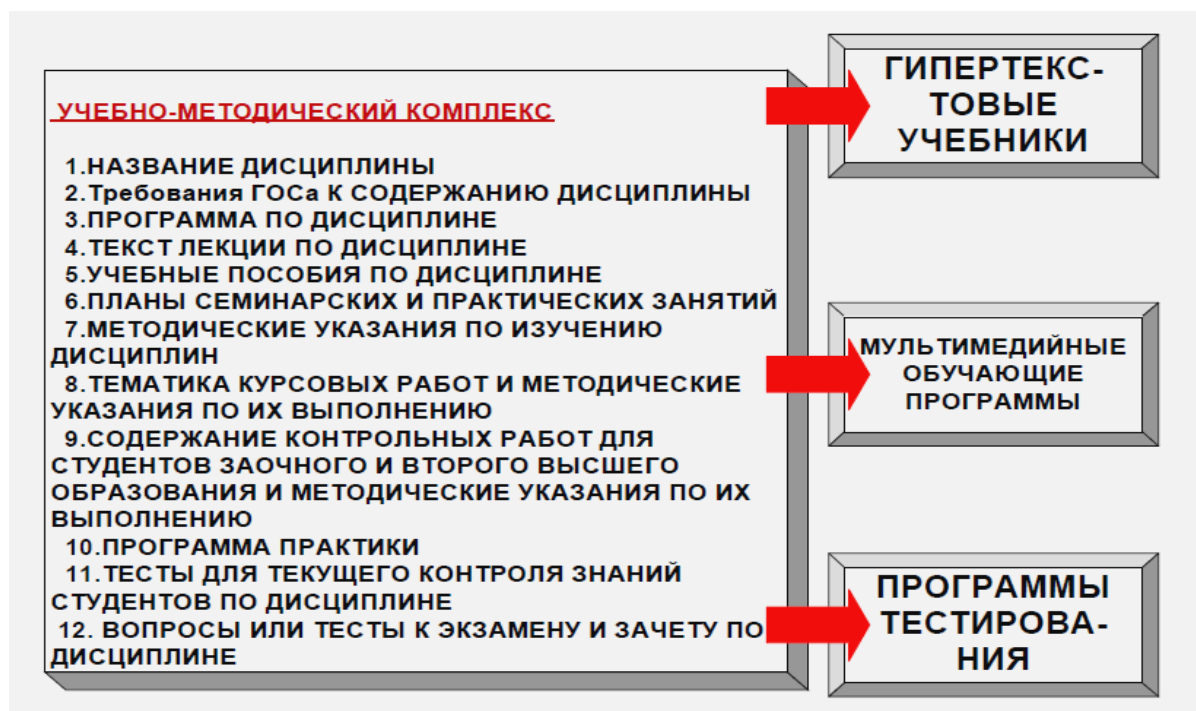 УЧЕБНО-МЕТОДИЧЕСКИЙ КОМПЛЕКС
1.НАЗВАНИЕ ДИСЦИПЛИНЫ
2.Требования ГОСа К СОДЕРЖАНИЮ ДИСЦИПЛИНЫ
3.ПРОГРАММА ПО ДИСЦИПЛИНЕ
4.ТЕКСТ ЛЕКЦИИ ПО ДИСЦИПЛИНЕ
5.УЧЕБНЫЕ ПОСОБИЯ ПО ДИСЦИПЛИНЕ
6.ПЛАНЫ СЕМИНАРСКИХ И ПРАКТИЧЕСКИХ ЗАНЯТИЙ
7.МЕТОДИЧЕСКИЕ УКАЗАНИЯ ПО ИЗУЧЕНИЮ
ДИСЦИПЛИН
8.ТЕМАТИКА КУРСОВЫХ РАБОТ И МЕТОДИЧЕСКИЕ
УКАЗАНИЯ ПО ИХ ВЫПОЛНЕНИЮ
9.СОДЕРЖАНИЕ КОНТРОЛЬНЫХ РАБОТ ДЛЯ
СТУДЕНТОВ ЗАОЧНОГО И ВТОРОГО ВЫСШЕГО
ОБРАЗОВАНИЯ И МЕТОДИЧЕСКИЕ УКАЗАНИЯ ПО ИХ
ВЫПОЛНЕНИЮ
10.ПРОГРАММА ПРАКТИКИ
11.ТЕСТЫ ДЛЯ ТЕКУЩЕГО КОНТРОЛЯ ЗНАНИЙ
СТУДЕНТОВ ПО ДИСЦИПЛИНЕ
12. ВОПРОСЫ ИЛИ ТЕСТЫ К ЭКЗАМЕНУ И ЗАЧЕТУ ПО
ДИСЦИПЛИНЕ
ГИПЕРТЕКС-
ТОВЫЕ
УЧЕБНИКИ
МУЛЬТИМЕДИЙНЫЕ
ОБУЧАЮЩИЕ
ПРОГРАММЫ
ПРОГРАММЫ
ТЕСТИРОВА-
НИЯ